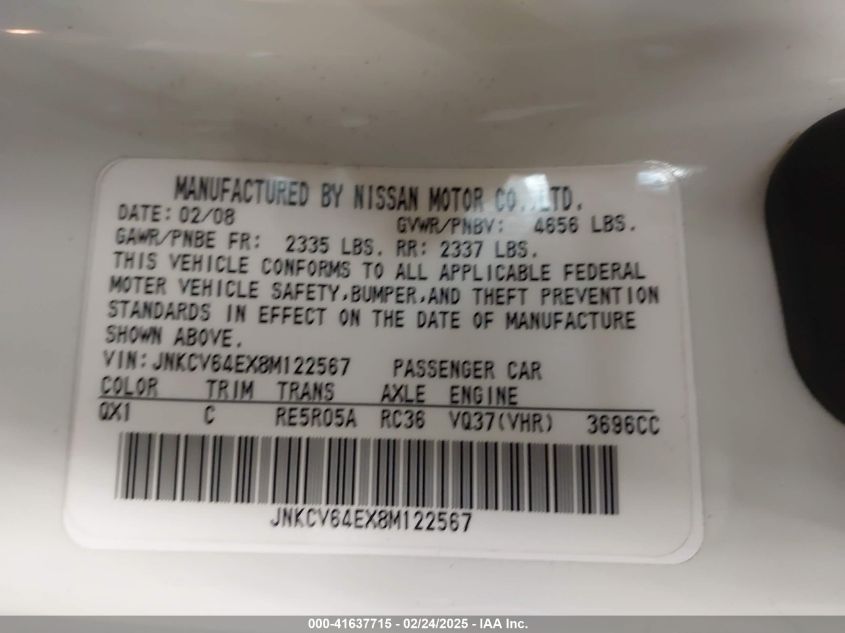 MANUFACTURED BY NISSAN MOTOR CO.,LTD.
DATE: 02/08 GVWR/PNBV: 4656 LBS.
GAWR/PNBE FR: 2335 LBS. RR: 2337 LBS.
THIS VEHICLE CONFORMS TO ALL APPLICABLE FEDERAL
MOTER VEHICLE SAFETY,BUMPER,AND THEFT PREVENTION
STANDARDS IN EFFECT ON THE DATE OF MANUFACTURE
SHOWN ABOVE.
VIN:JNKCV64EX8M122567 PASSENGER CAR
COLOR TRIM TRANS AXLE ENGINE
QX1 C RE5R05A RC36 VQ37(VHR) 3696CC
JNKCV64EX8M122567
000-41637715 - 02/24/2025 - IAA Inc.